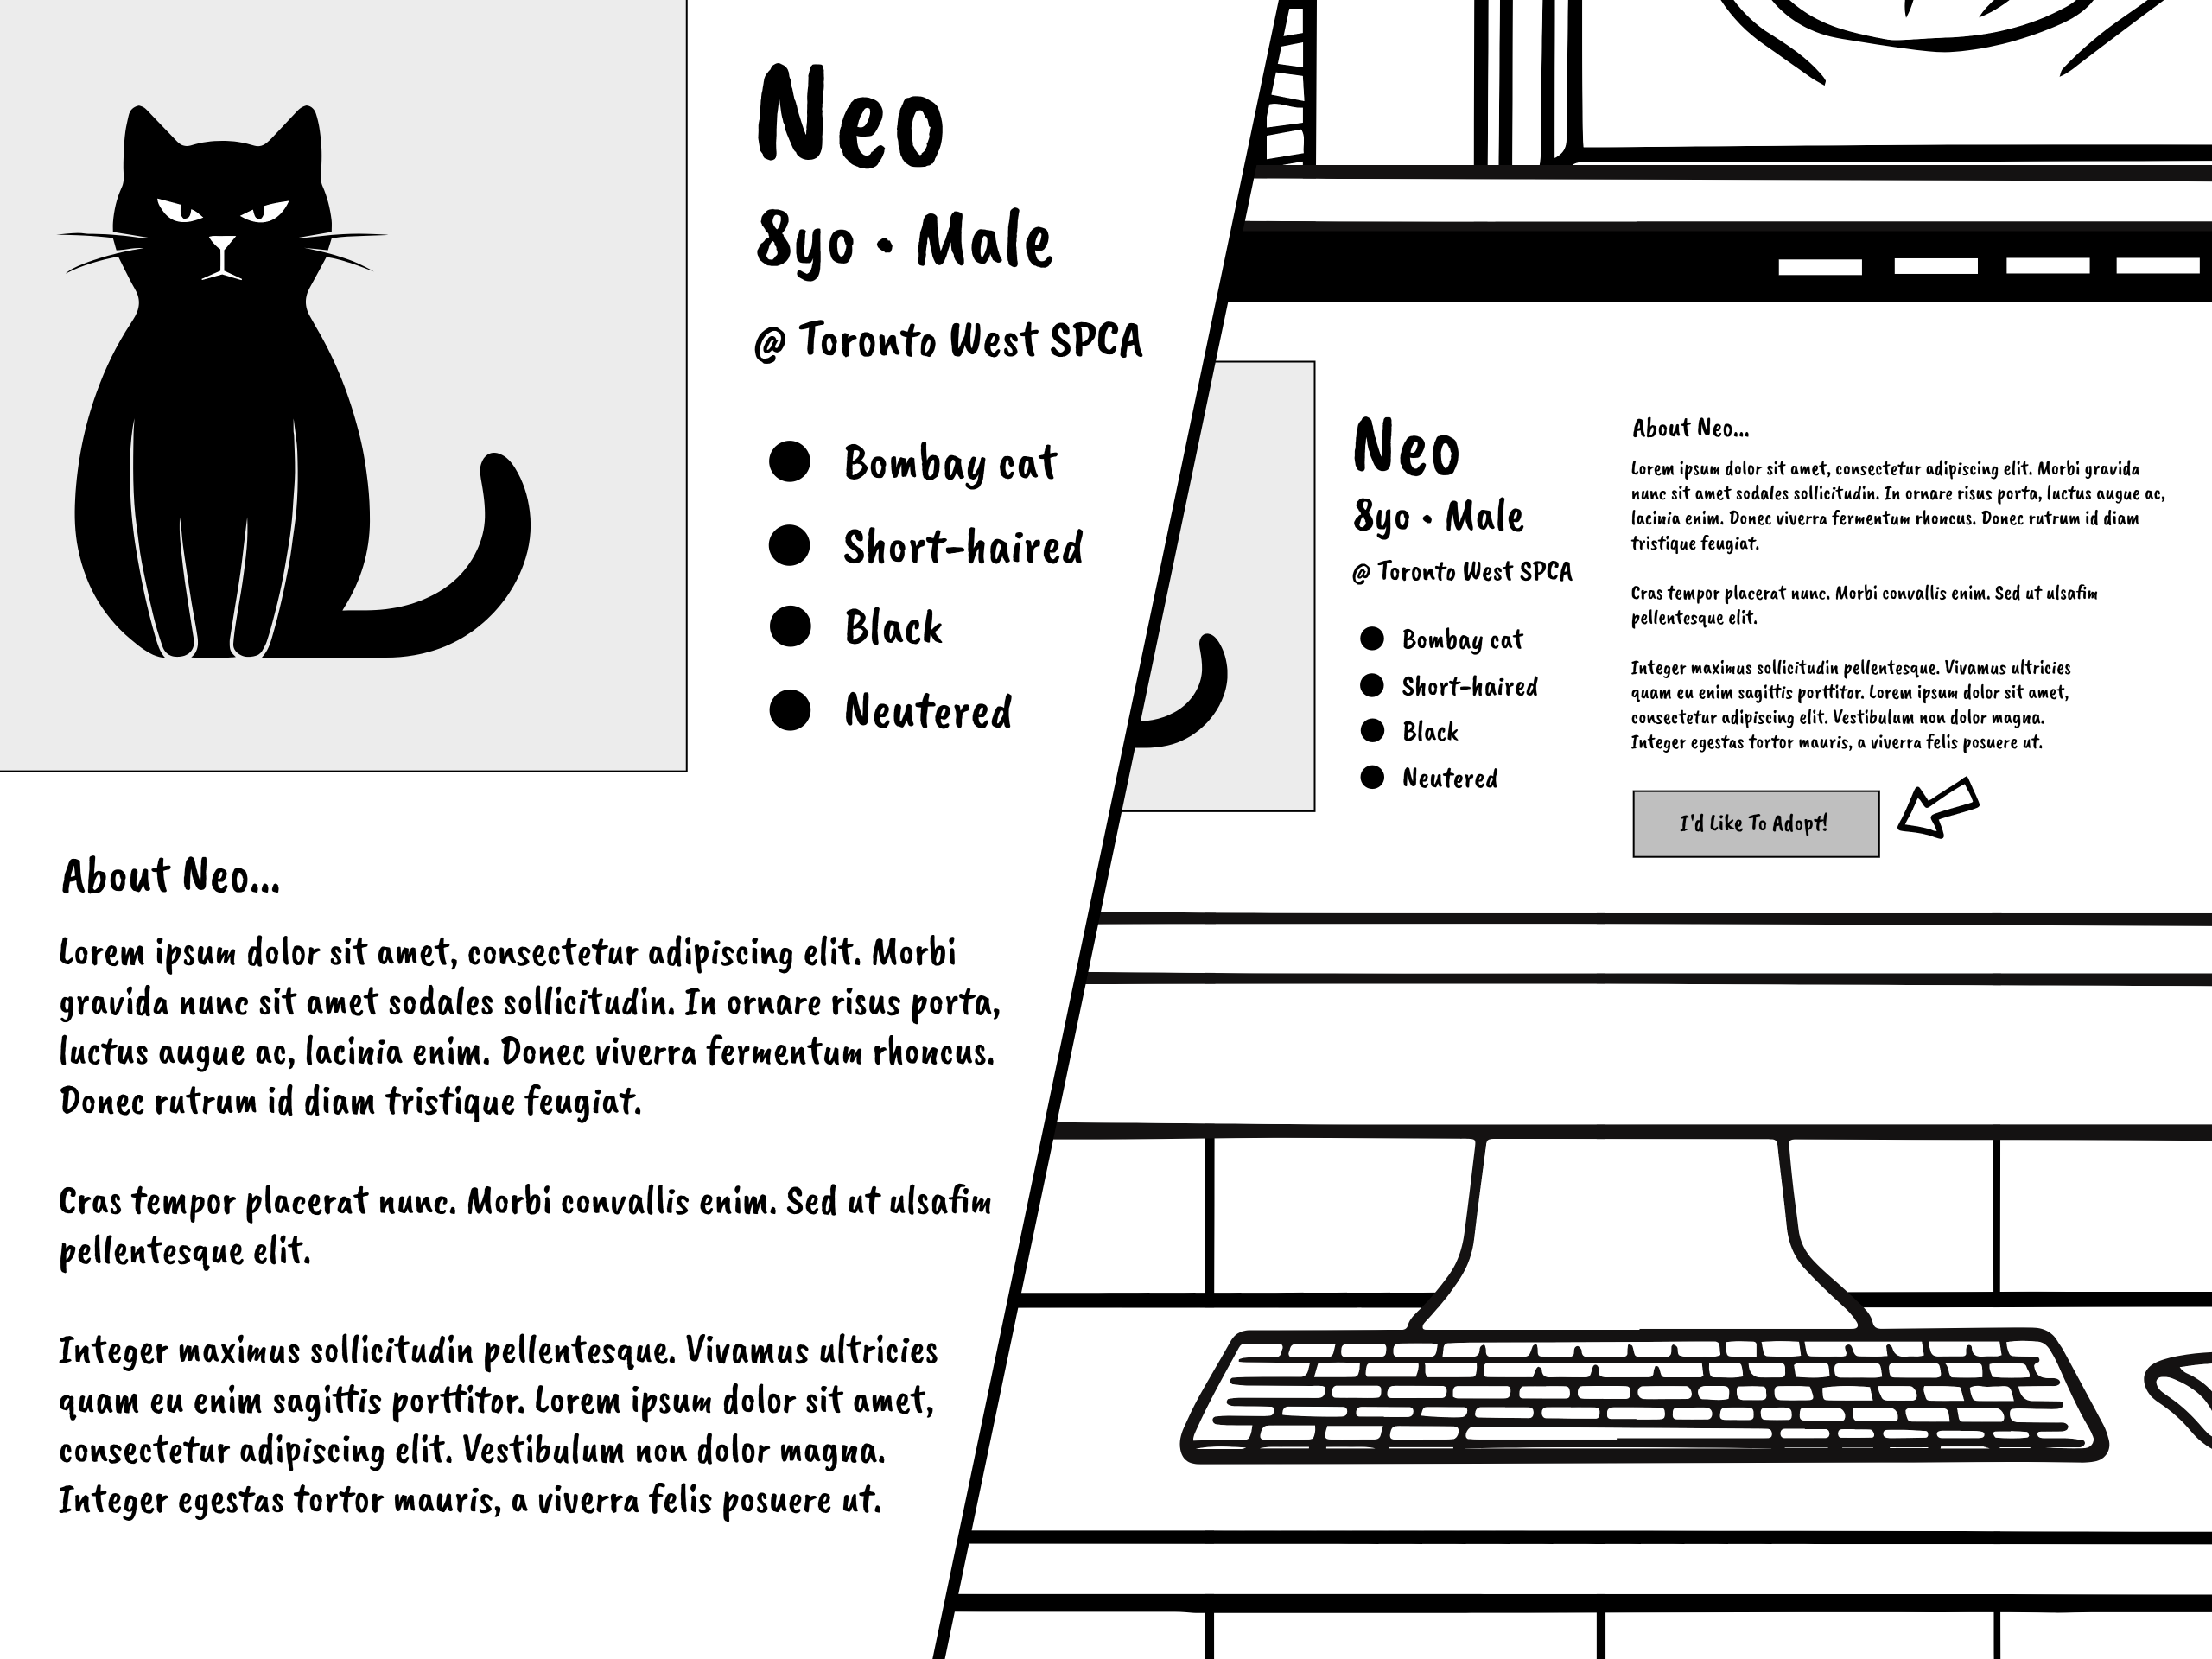 Neo
8yo • Male
@ Toronto West SPCA
Bombay cat
Short-haired
Black
Neutered
About Neo...
Lorem ipsum dolor sit amet, consectetur adipiscing elit. Morbi
gravida nunc sit amet sodales sollicitudin. In ornare risus porta,
luctus augue ac, lacinia enim. Donec viverra fermentum rhoncus.
Donec rutrum id diam tristique feugiat.
Cras tempor placerat nunc. Morbi convallis enim. Sed ut ulsafim
pellentesque elit.
Integer maximus sollicitudin pellentesque. Vivamus ultricies
quam eu enim sagittis porttitor. Lorem ipsum dolor sit amet,
consectetur adipiscing elit. Vestibulum non dolor magna.
Integer egestas tortor mauris, a viverra felis posuere ut.
Neo
8yo • Male
@ Toronto West SPCA
Bombay cat
Short-haired
Black
Neutered
About Neo...
Lorem ipsum dolor sit amet, consectetur adipiscing elit. Morbi gravida
nunc sit amet sodales sollicitudin. In ornare risus porta, luctus augue ac,
lacinia enim. Donec viverra fermentum rhoncus. Donec rutrum id diam
tristique feugiat.
Cras tempor placerat nunc. Morbi convallis enim. Sed ut ulsafim
pellentesque elit.
Integer maximus sollicitudin pellentesque. Vivamus ultricies
quam eu enim sagittis porttitor. Lorem ipsum dolor sit amet,
consectetur adipiscing elit. Vestibulum non dolor magna.
Integer egestas tortor mauris, a viverra felis posuere ut.
I'd Like To Adopt!